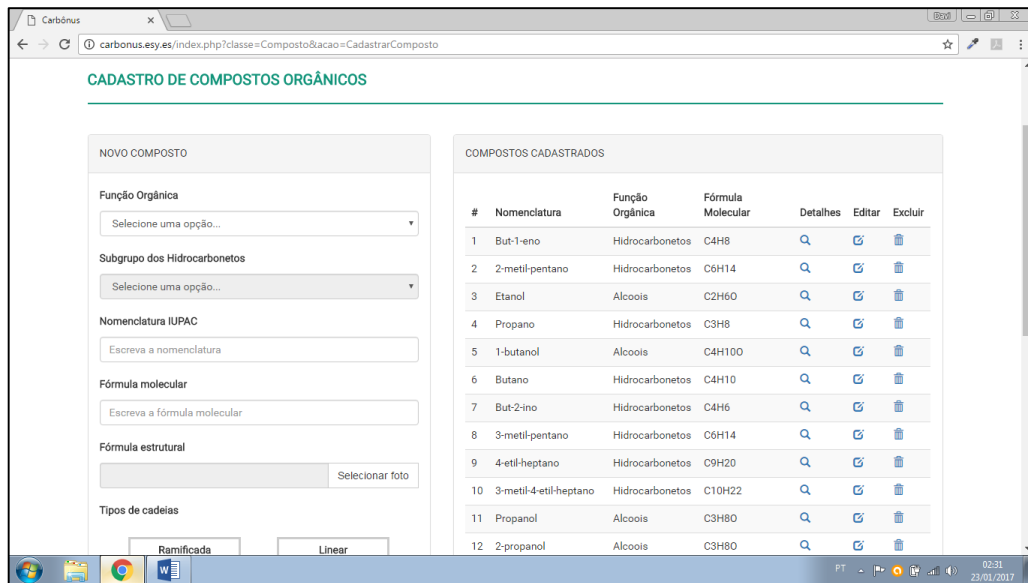 Carbônus
Davi
carbonus.esy.es/index.php?classe=Composto&acao=CadastrarComposto
CADASTRO DE COMPOSTOS ORGÂNICOS
NOVO COMPOSTO
Função Orgânica
Selecione uma opção...
Subgrupo dos Hidrocarbonetos
Selecione uma opção...
Nomenclatura IUPAC
Escreva a nomenclatura
Fórmula molecular
Escreva a fórmula molecular
Fórmula estrutural
Selecionar foto
Tipos de cadeias
Ramificada Linear
COMPOSTOS CADASTRADOS
# Nomenclatura Função Orgânica Fórmula Molecular Detalhes Editar Excluir
1 But-1-eno Hidrocarbonetos C4H8
2 2-metil-pentano Hidrocarbonetos C6H14
3 Etanol Alcoois C2H6O
4 Propano Hidrocarbonetos C3H8
5 1-butanol Alcoois C4H10O
6 Butano Hidrocarbonetos C4H10
7 But-2-ino Hidrocarbonetos C4H6
8 3-metil-pentano Hidrocarbonetos C6H14
9 4-etil-heptano Hidrocarbonetos C9H20
10 3-metil-4-etil-heptano Hidrocarbonetos C10H22
11 Propanol Alcoois C3H8O
12 2-propanol Alcoois C3H8O
PT
02:31
23/01/2017